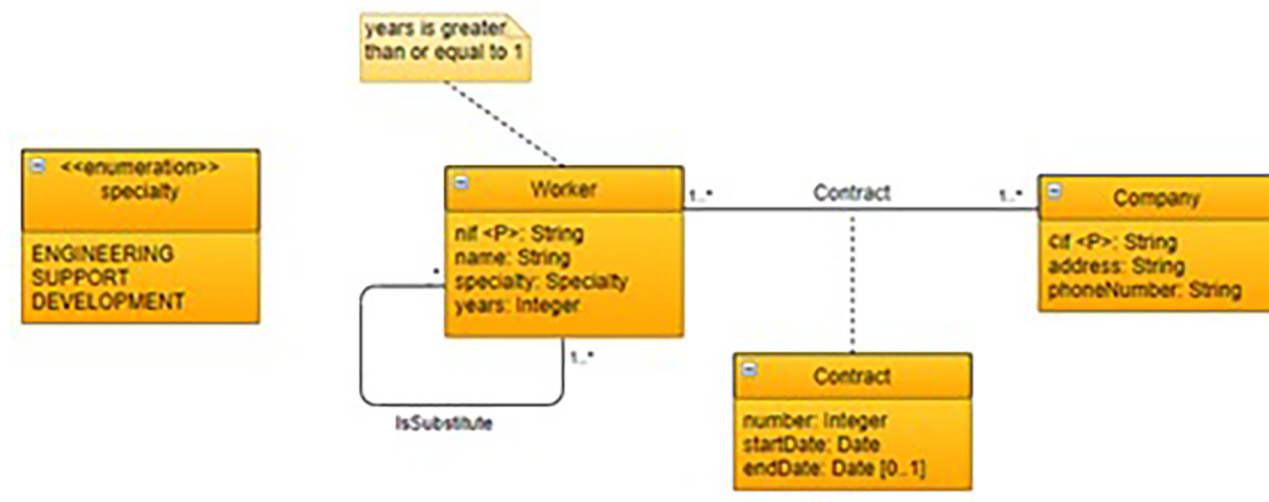 years is greater
than or equal to 1
<<enumeration>>
specialty
ENGINEERING
SUPPORT
DEVELOPMENT
Worker
nif <P>: String
name: String
specialty: Specialty
years: Integer
*
1..*
IsSubstitute
1..*
Contract
1..*
Company
cif <P>: String
address: String
phoneNumber: String
Contract
number: Integer
startDate: Date
endDate: Date [0..1]